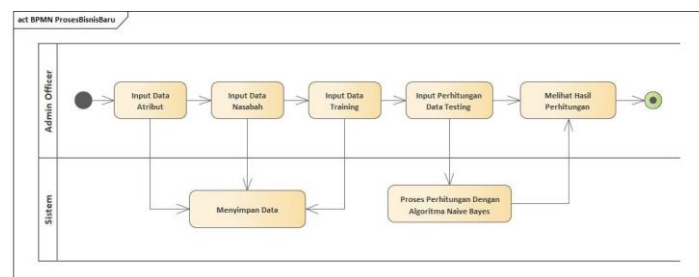 act BPMN ProsesBisnisBaru
Admin Officer
Input Data
Atribut
Input Data
Nasabah
Input Data
Training
Input Perhitungan
Data Testing
Melihat Hasil
Perhitungan
Sistem
Menyimpan Data
Proses Perhitungan Dengan
Algoritma Naive Bayes